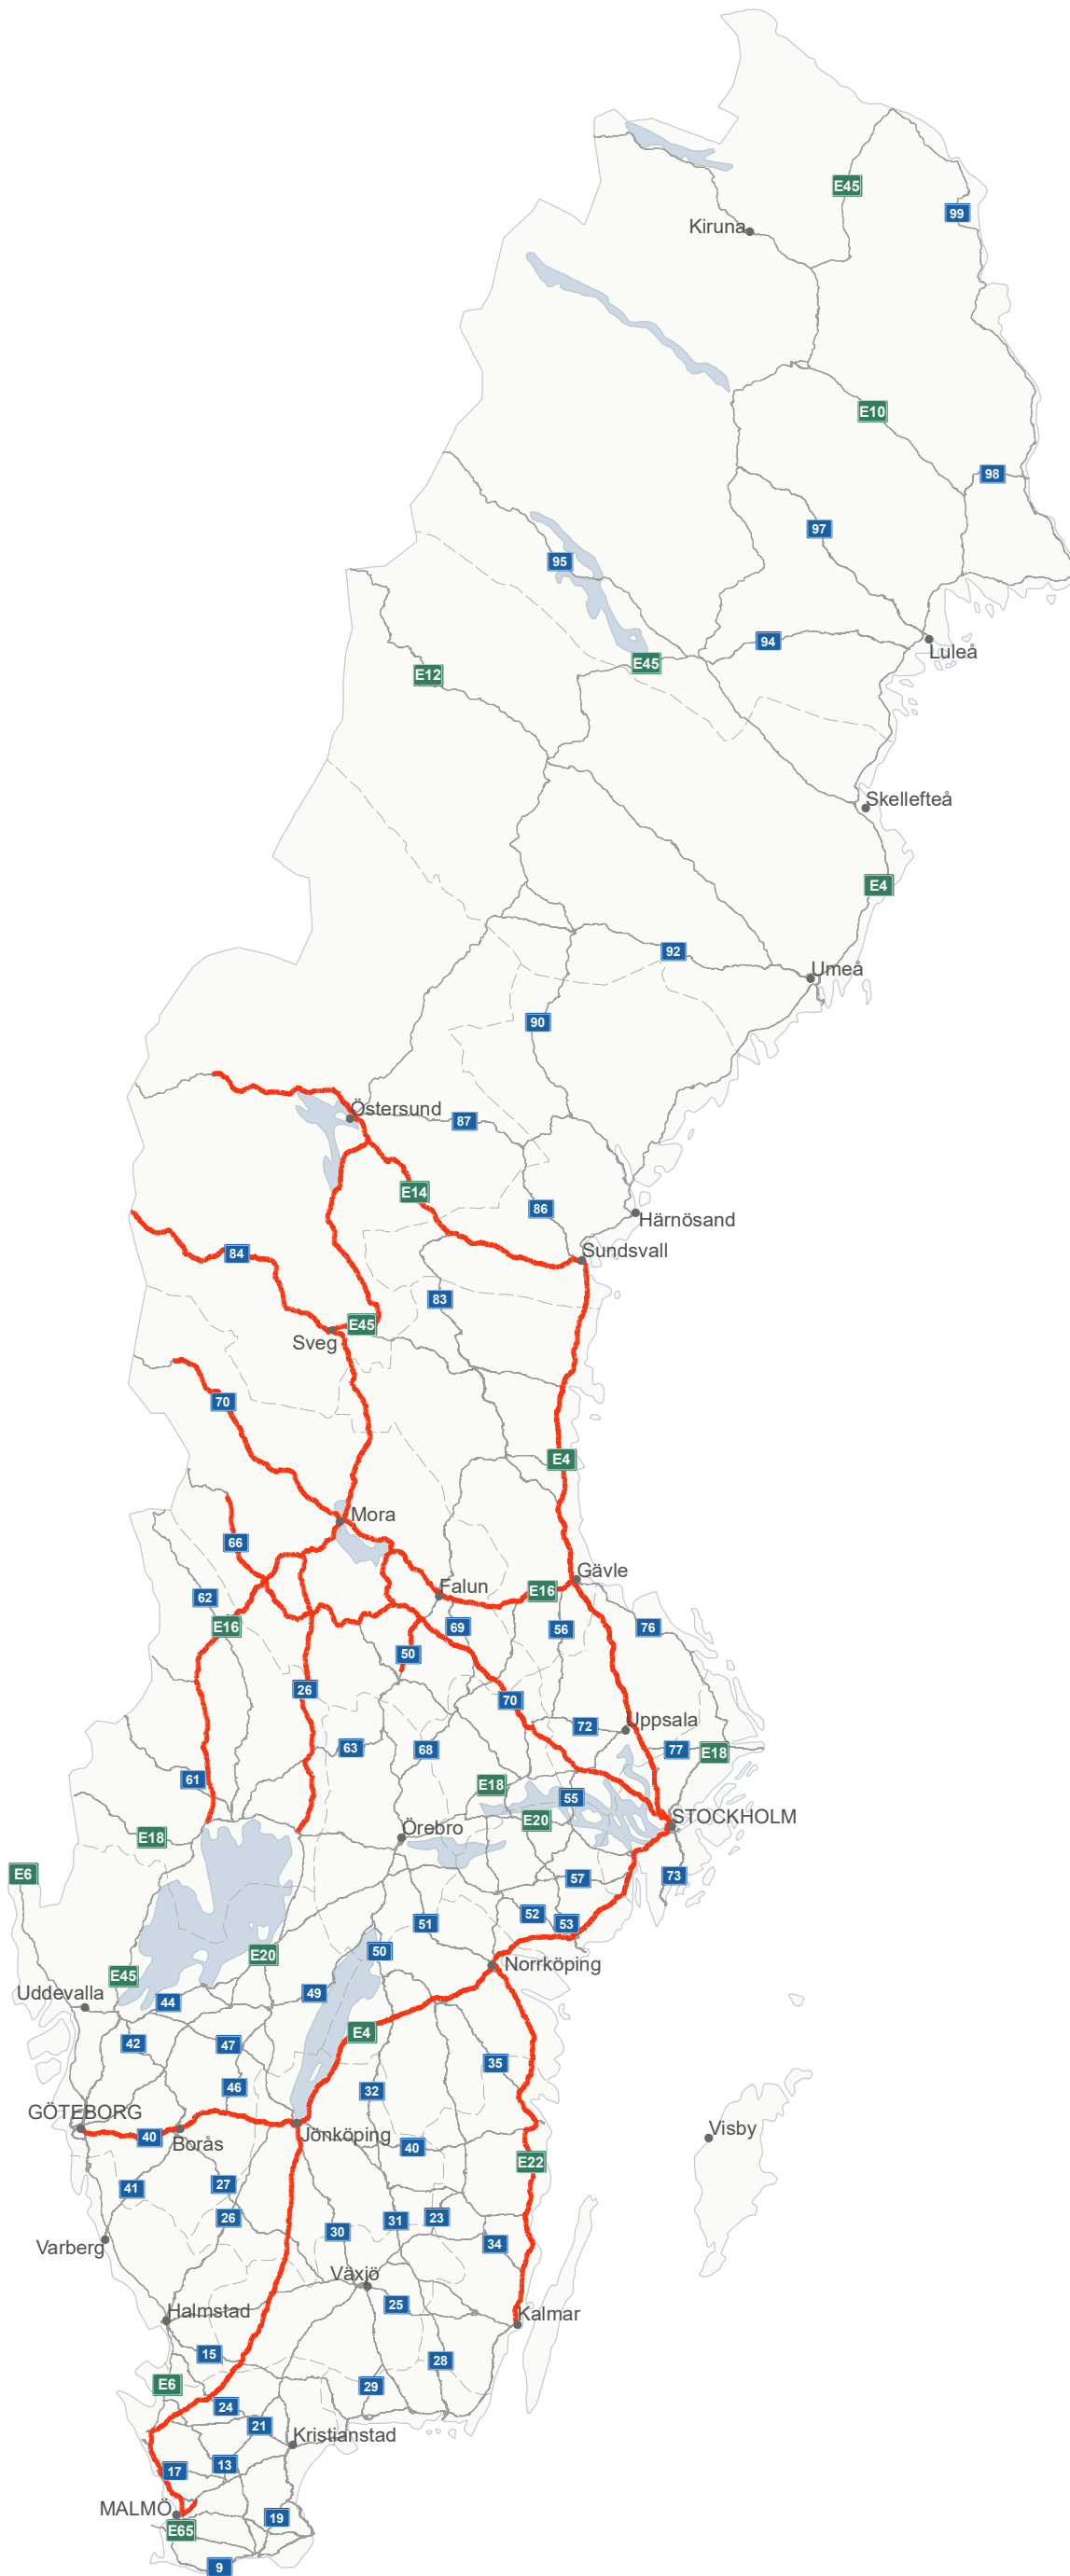 E45
99
Kiruna
E10
98
97
95
94
Luleå
E45
E12
Skellefteå
E4
92
Umeå
90
Östersund
87
E14
86
Härnösand
84
Sundsvall
83
E45
Sveg
70
E4
Mora
66
Gävle
Falun
E16
62
E16
69
56
76
50
26
70
Uppsala
72
63
68
77
E18
61
E18
55
STOCKHOLM
E20
Örebro
E18
E6
73
57
52
53
51
50
E20
Norrköping
E45
49
Uddevalla
44
E4
42
47
35
46
32
GÖTEBORG
Jönköping
Visby
40
Borås
40
E22
27
41
26
31
23
30
34
Varberg
Växjö
25
Halmstad
Kalmar
15
28
E6
29
24
21
Kristianstad
13
17
MALMÖ
19
E65
9